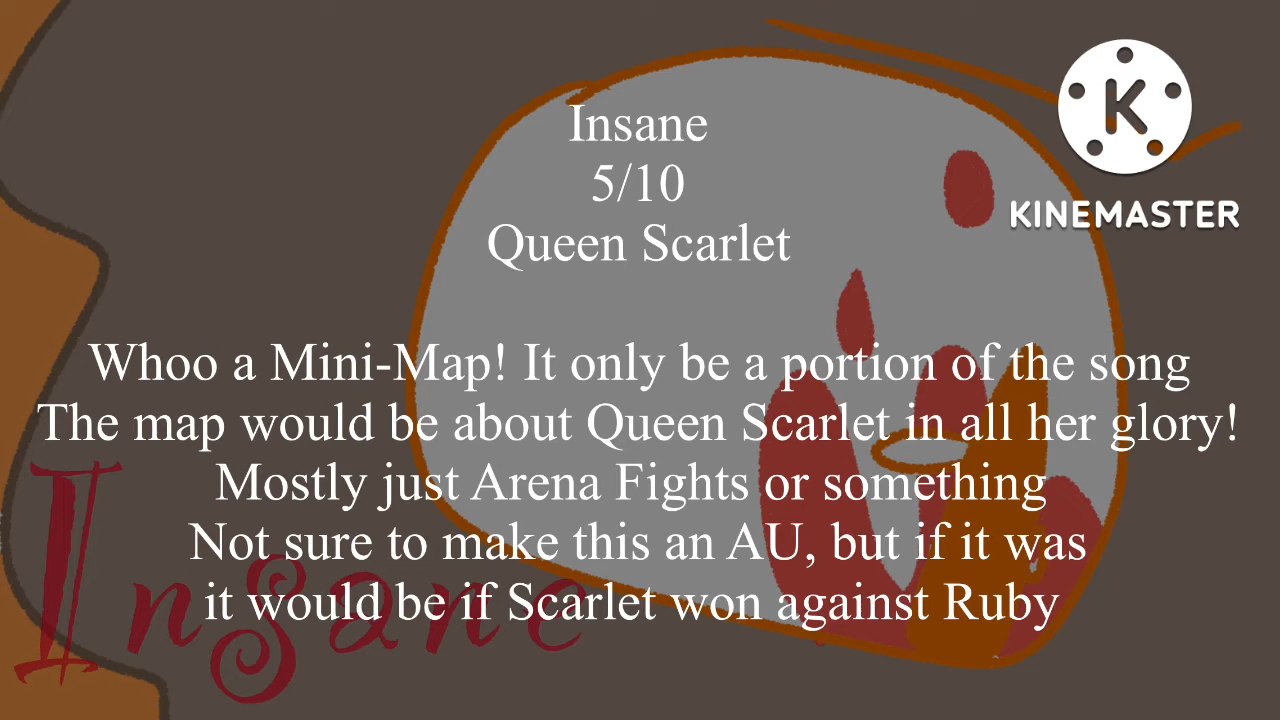 Insane
5/10
Queen Scarlet
K
KINEMASTER
Whoo a Mini-Map! It only be a portion of the song
The map would be about Queen Scarlet in all her glory!
Mostly just Arena Fights or something
Not sure to make this an AU, but if it was
it would be if Scarlet won against Ruby
Insane